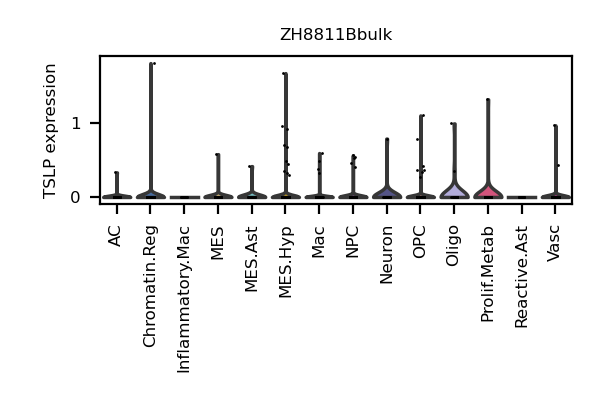 ZH8811Bbulk
TSLP expression
1
0
AC
Chromatin.Reg
Inflammatory.Mac
MES
MES.Ast
MES.Hyp
Mac
NPC
Neuron
OPC
Oligo
Prolif.Metab
Reactive.Ast
Vasc